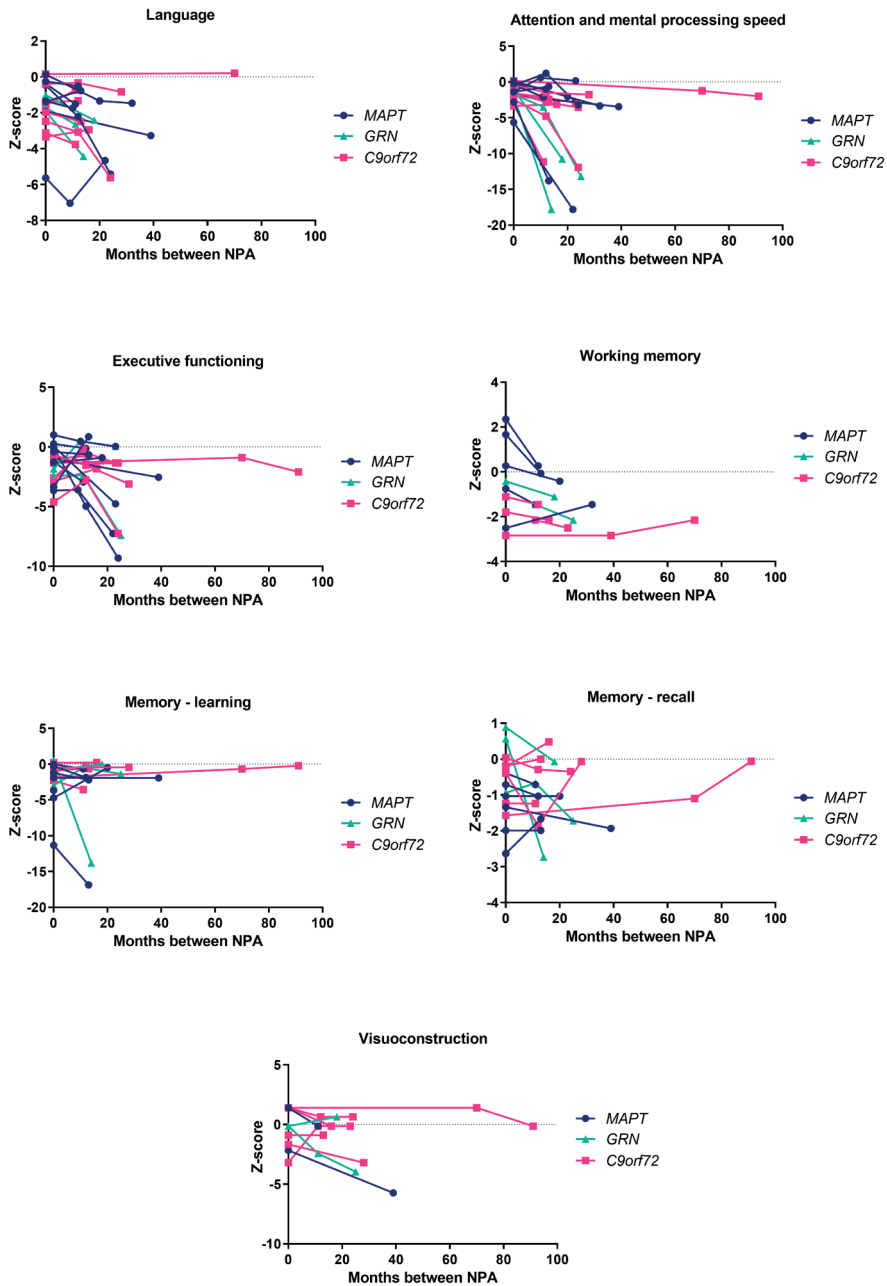 Language
Z-score
2
0
-2
-4
-6
-8
0 20 40 60 80 100
Months between NPA
MAPT
GRN
C9orf72
Attention and mental processing speed
Z-score
5
0
-5
-10
-15
-20
0 20 40 60 80 100
Months between NPA
MAPT
GRN
C9orf72
Executive functioning
Z-score
5
0
-5
-10
0 20 40 60 80 100
Months between NPA
MAPT
GRN
C9orf72
Working memory
Z-score
4
2
0
-2
-4
0 20 40 60 80 100
Months between NPA
MAPT
GRN
C9orf72
Memory - learning
Z-score
5
0
-5
-10
-15
-20
0 20 40 60 80 100
Months between NPA
MAPT
GRN
C9orf72
Memory - recall
Z-score
1
0
-1
-2
-3
-4
0 20 40 60 80 100
Months between NPA
MAPT
GRN
C9orf72
Visuoconstruction
Z-score
5
0
-5
-10
0 20 40 60 80 100
Months between NPA
MAPT
GRN
C9orf72